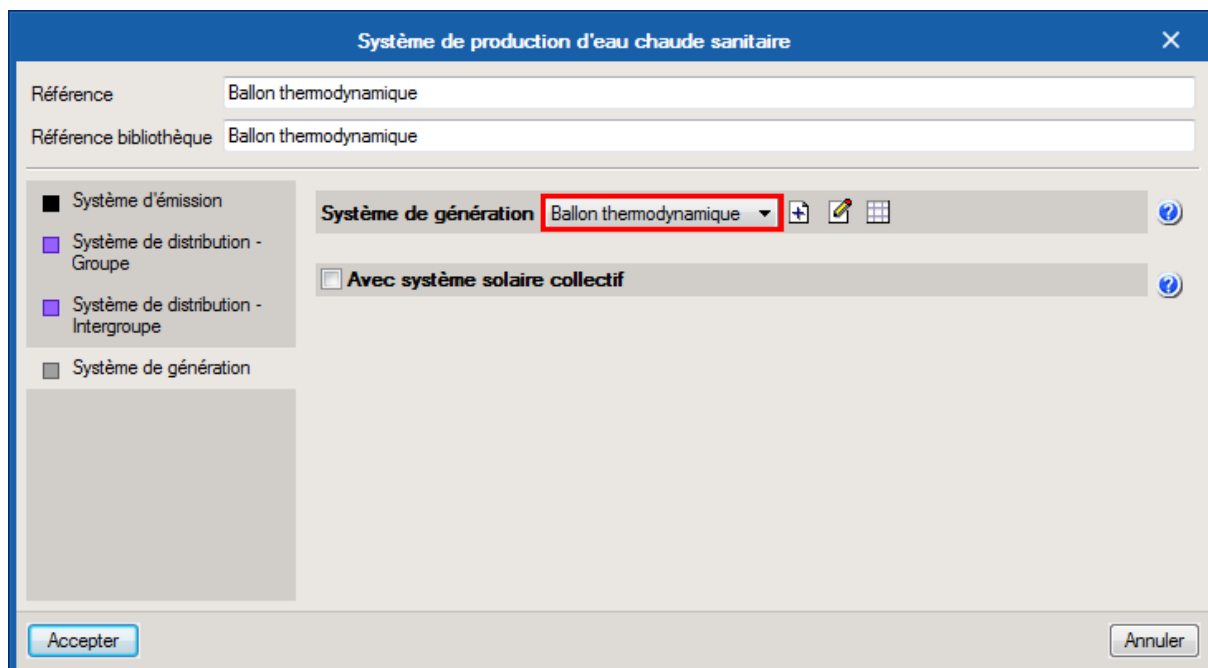 Système de production d'eau chaude sanitaire
Référence Ballon thermodynamique
Référence bibliothèque Ballon thermodynamique
Système d'émission
Système de distribution -
Groupe
Système de distribution -
Intergroupe
Système de génération
Système de génération Ballon thermodynamique
Avec système solaire collectif
Accepter Annuler